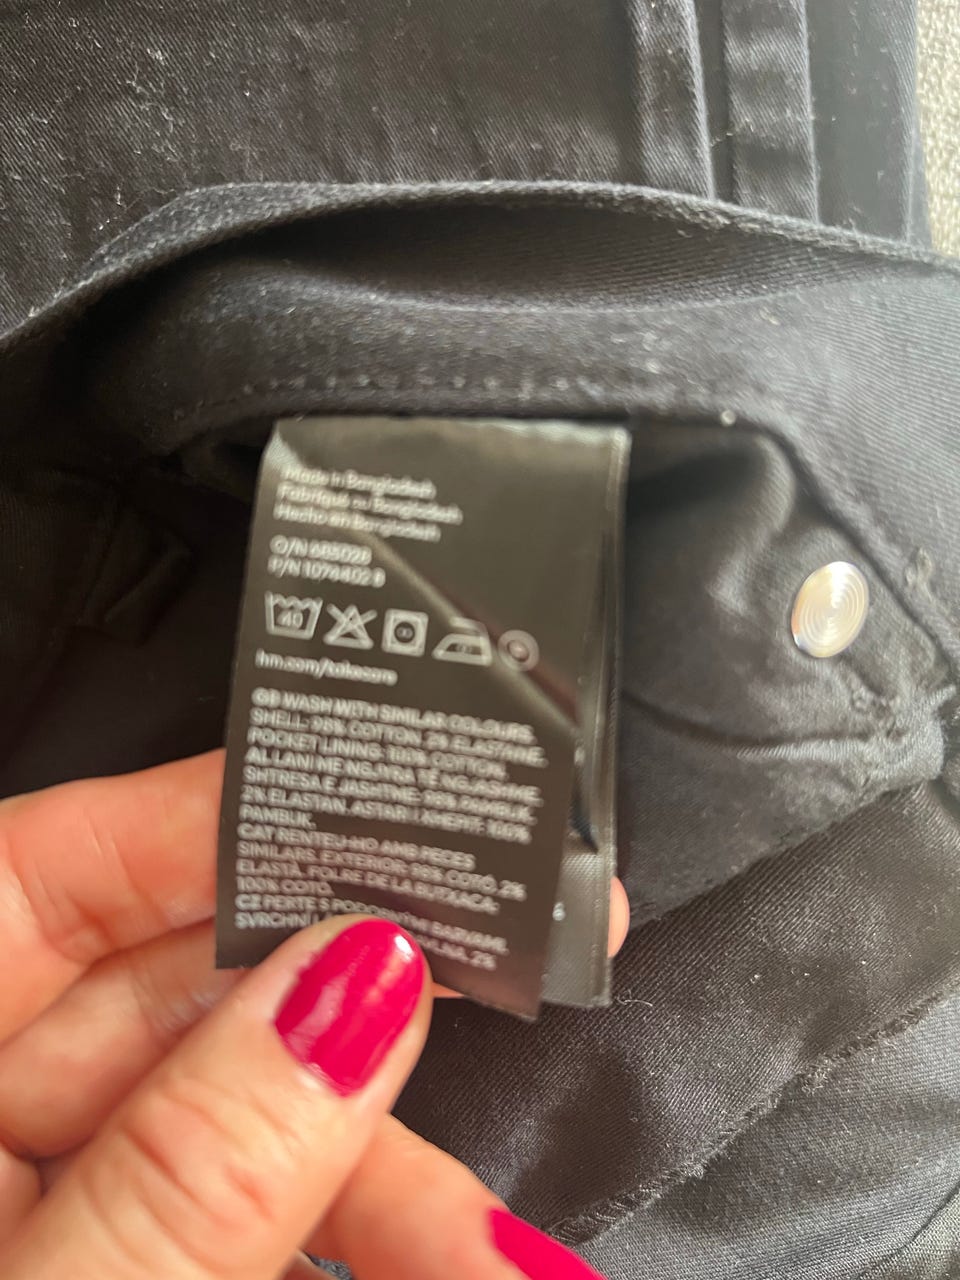 Made in Bangladesh
Fabriqué au Bangladesh
Hecho en Bangladesh
O/N
P/N
40
hm.com/takecare
GB WASH WITH SIMILAR COLOURS.
SHELL: 98% COTTON, 2% ELASTANE.
POCKET LINING: 100% COTTON.
AL LANI ME NGJYRA TË NGJASHME.
SHTRESA E JASHTME: 98% PAMBUK,
2% ELASTAN. ASTARI I XHEPIT: 100%
PAMBUK.
CAT RENTEU-HO AMB PECES
SIMILARS. EXTERIOR: 98% COTÓ, 2%
ELASTÀ. FOLRE DE LA BUTXACA:
100% COTÓ.
CZ PERTE S PODOBNÝMI BARVAMI.
SVRCHNÍ 2%